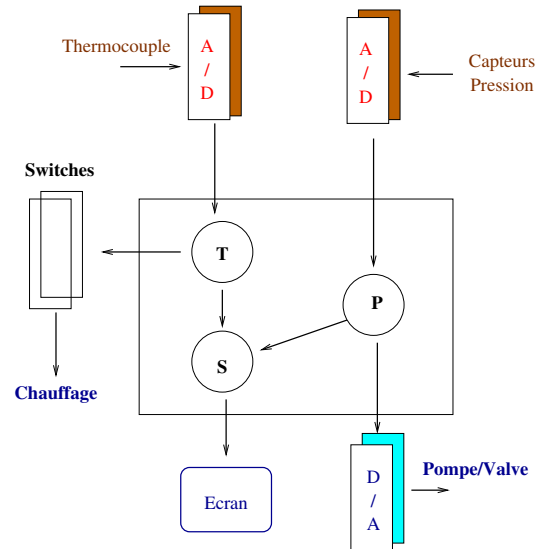 Thermocouple
A
/
D
A
/
D
Capteurs
Pression
Switches
T
P
S
Chauffage
Ecran
D
/
A
Pompe/Valve